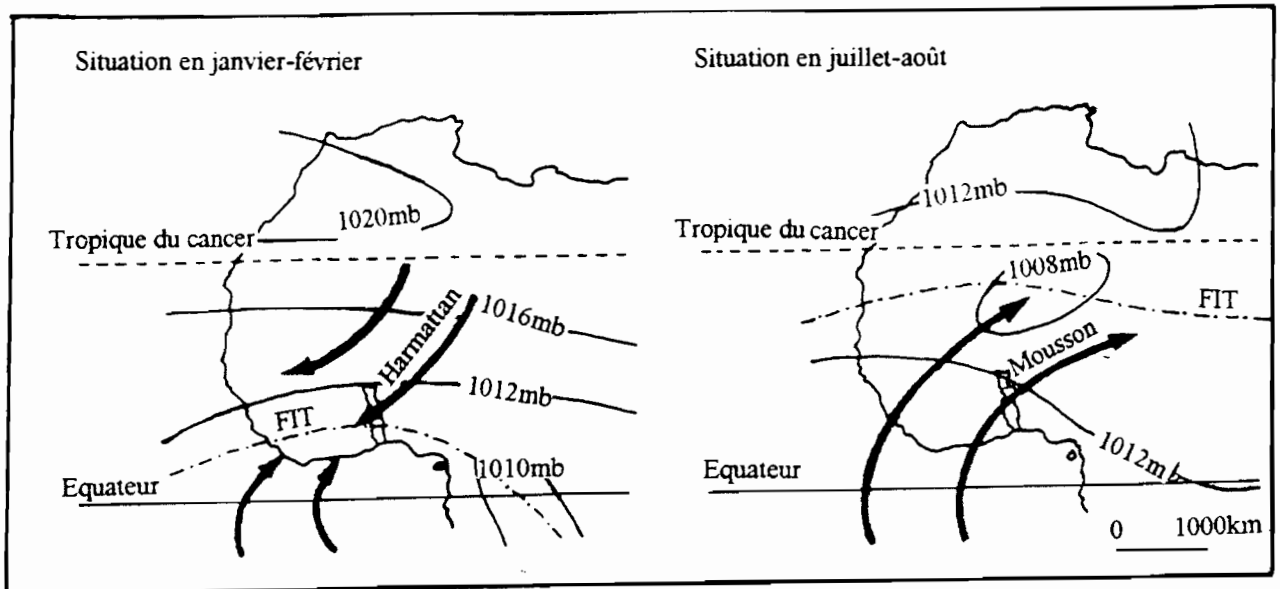 Situation en janvier-février
1020mb
Tropique du cancer
1016mb
Harmattan
1012mb
FIT
1010mb
Equateur
Situation en juillet-août
1012mb
Tropique du cancer
1008mb
FIT
Mousson
1012mb
Equateur
0 1000km